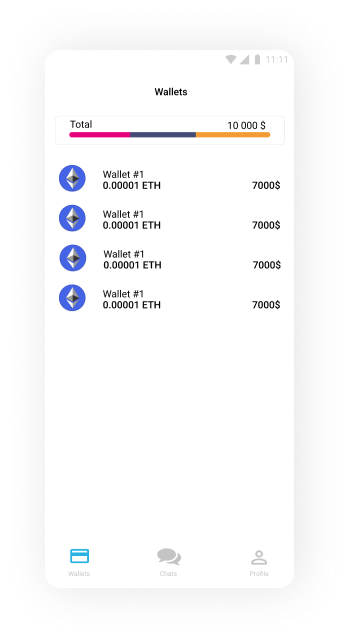 11:11
Wallets
Total 10 000 $
Wallet #1
0.00001 ETH 7000$
Wallet #1
0.00001 ETH 7000$
Wallet #1
0.00001 ETH 7000$
Wallet #1
0.00001 ETH 7000$
Wallets Chats Profile